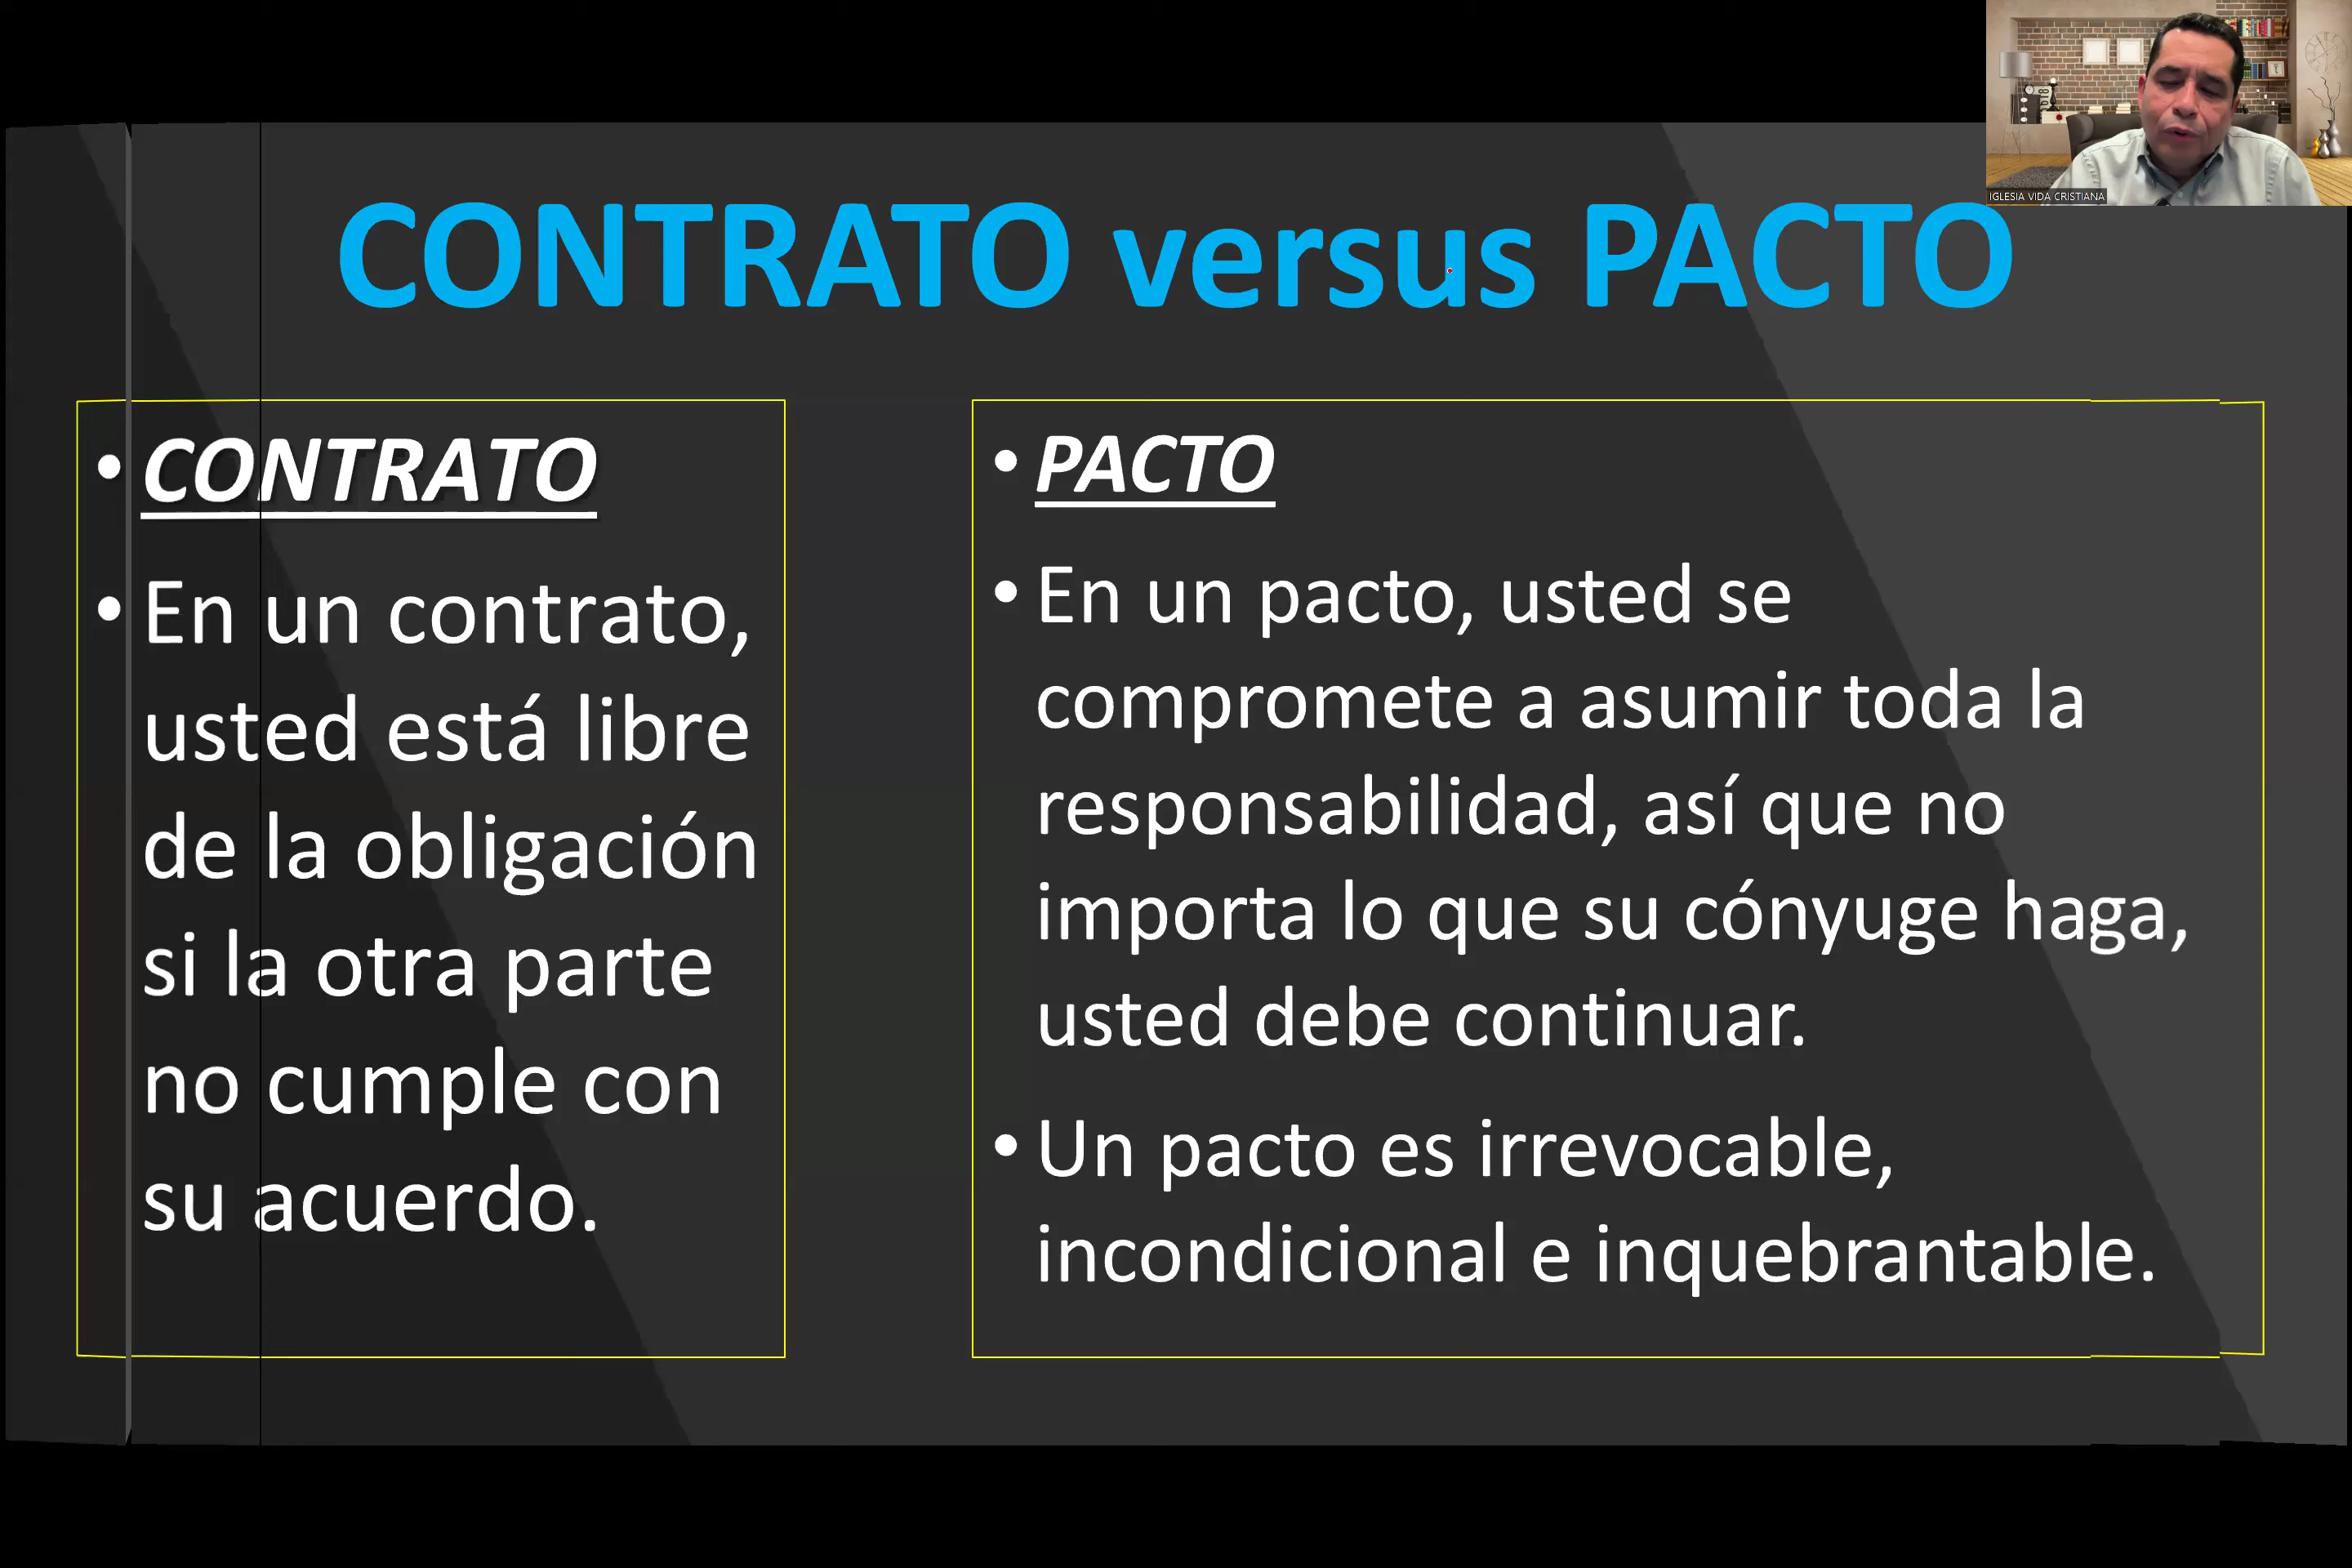 IGLESIA VIDA CRISTIANA
CONTRATO versus PACTO
• CONTRATO
• En un contrato,
usted está libre
de la obligación
si la otra parte
no cumple con
su acuerdo.
• PACTO
• En un pacto, usted se
compromete a asumir toda la
responsabilidad, así que no
importa lo que su cónyuge haga,
usted debe continuar.
• Un pacto es irrevocable,
incondicional e inquebrantable.